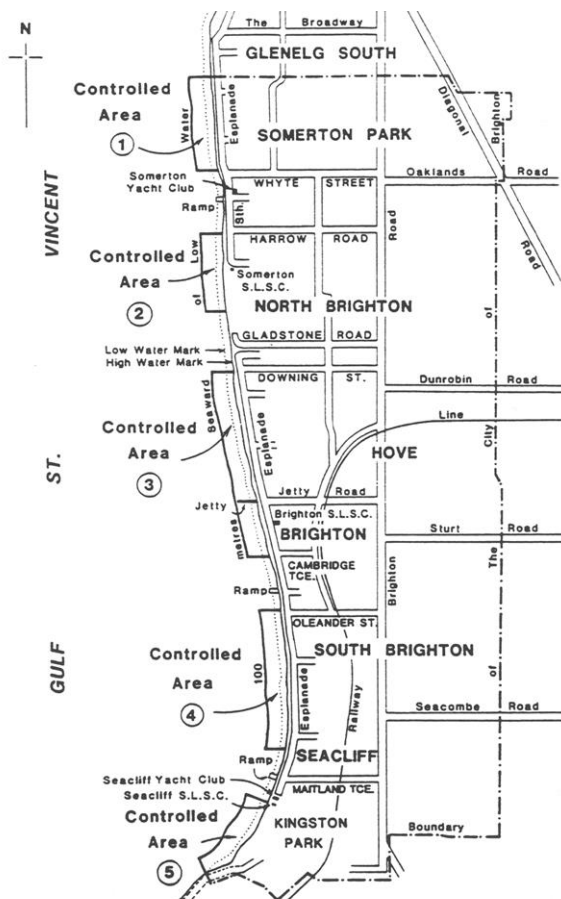 The Broadway
N
GLENELG SOUTH
Controlled
Area
1
Water
Esplanade
Diagonal
Road
Brighton
SOMERTON PARK
Somerton
Yacht Club
WHYTE STREET
Oaklands Road
Ramp
Sth.
VINCENT
HARROW ROAD
Road
Controlled
Area
2
Low
of
Somerton
S.L.S.C.
NORTH BRIGHTON
of
GLADSTONE ROAD
Low Water Mark
High Water Mark
DOWNING ST.
Dunrobin Road
Seaward
Line
Controlled
Area
3
Esplanade
HOVE
City
ST.
Jetty Road
Jetty
Brighton S.L.S.C.
metres
BRIGHTON
Sturt Road
The
CAMBRIDGE
TCE.
Ramp
Brighton
OLEANDER ST.
SOUTH BRIGHTON
100
Controlled
Area
4
of
GULF
Esplanade
Railway
Seacombe Road
SEACLIFF
Ramp
Seacliff Yacht Club
Seacliff S.L.S.C.
MAITLAND TCE.
Controlled
Area
5
KINGSTON
PARK
Boundary